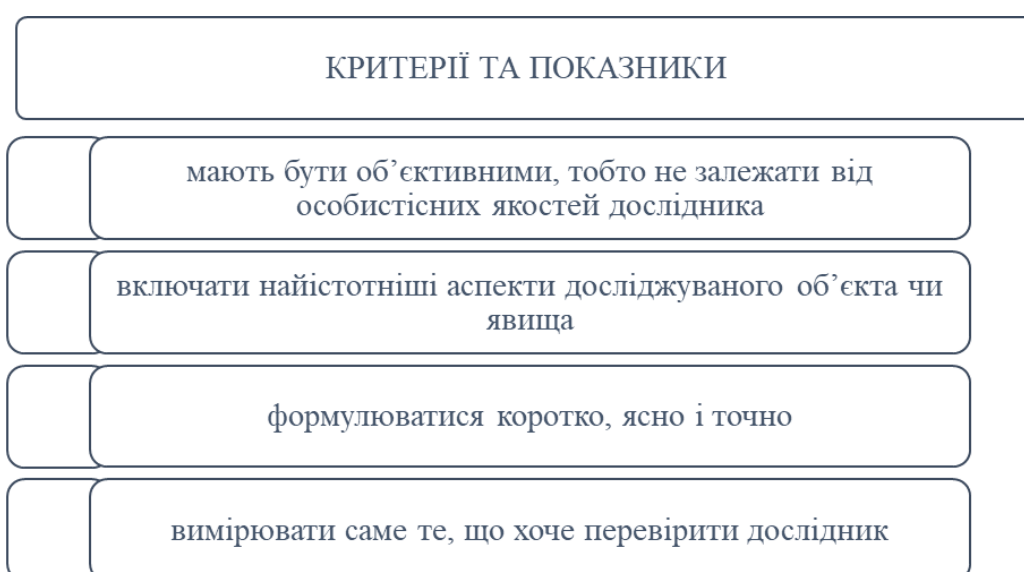 КРИТЕРІЇ ТА ПОКАЗНИКИ
мають бути об’єктивними, тобто не залежати від
особистісних якостей дослідника
включати найістотніші аспекти досліджуваного об’єкта чи
явища
формулюватися коротко, ясно і точно
вимірювати саме те, що хоче перевірити дослідник